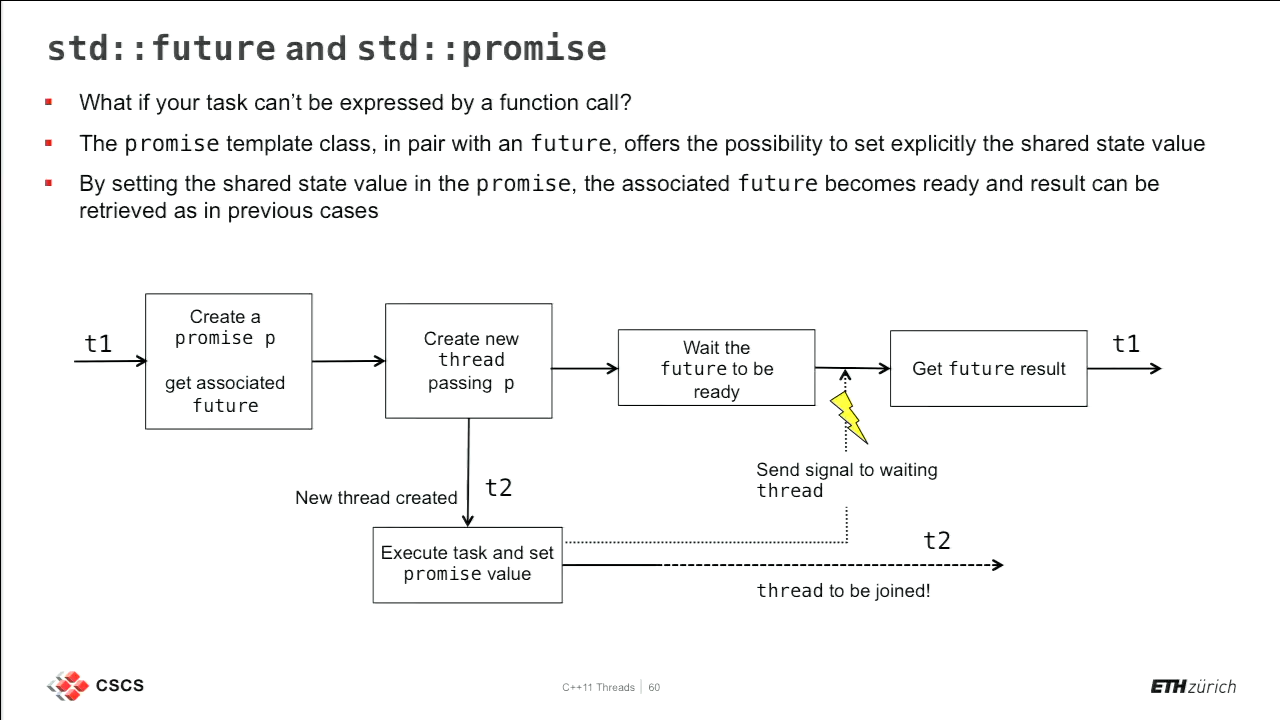 std::future and std::promise
What if your task can’t be expressed by a function call?
The promise template class, in pair with an future, offers the possibility to set explicitly the shared state value
By setting the shared state value in the promise, the associated future becomes ready and result can be
retrieved as in previous cases
t1
Create a
promise p
get associated
future
Create new
thread
passing p
Wait the
future to be
ready
Get future result
t1
Send signal to waiting
thread
New thread created
t2
Execute task and set
promise value
t2
thread to be joined!
CSCS
C++11 Threads | 60
ETH zürich